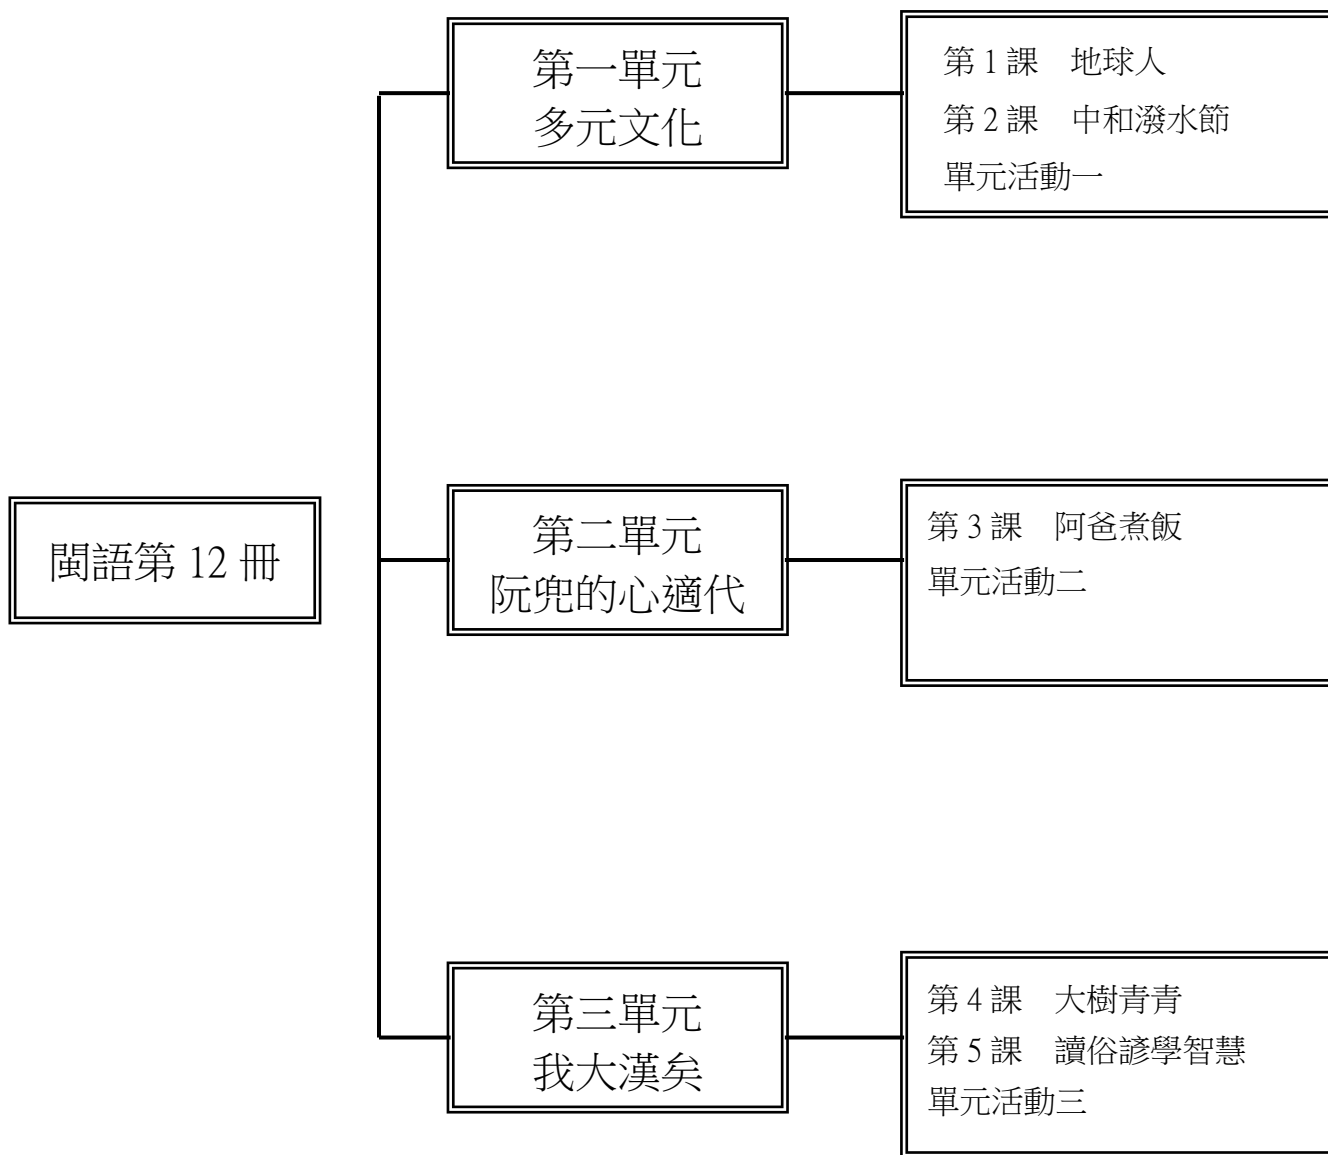 第一單元
多元文化
第 1 課　地球人
第 2 課　中和潑水節
單元活動一
閩語第 12 冊
第二單元
阮兜的心適代
第 3 課　阿爸煮飯
單元活動二
第三單元
我大漢矣
第 4 課　大樹青青
第 5 課　讀俗諺學智慧
單元活動三